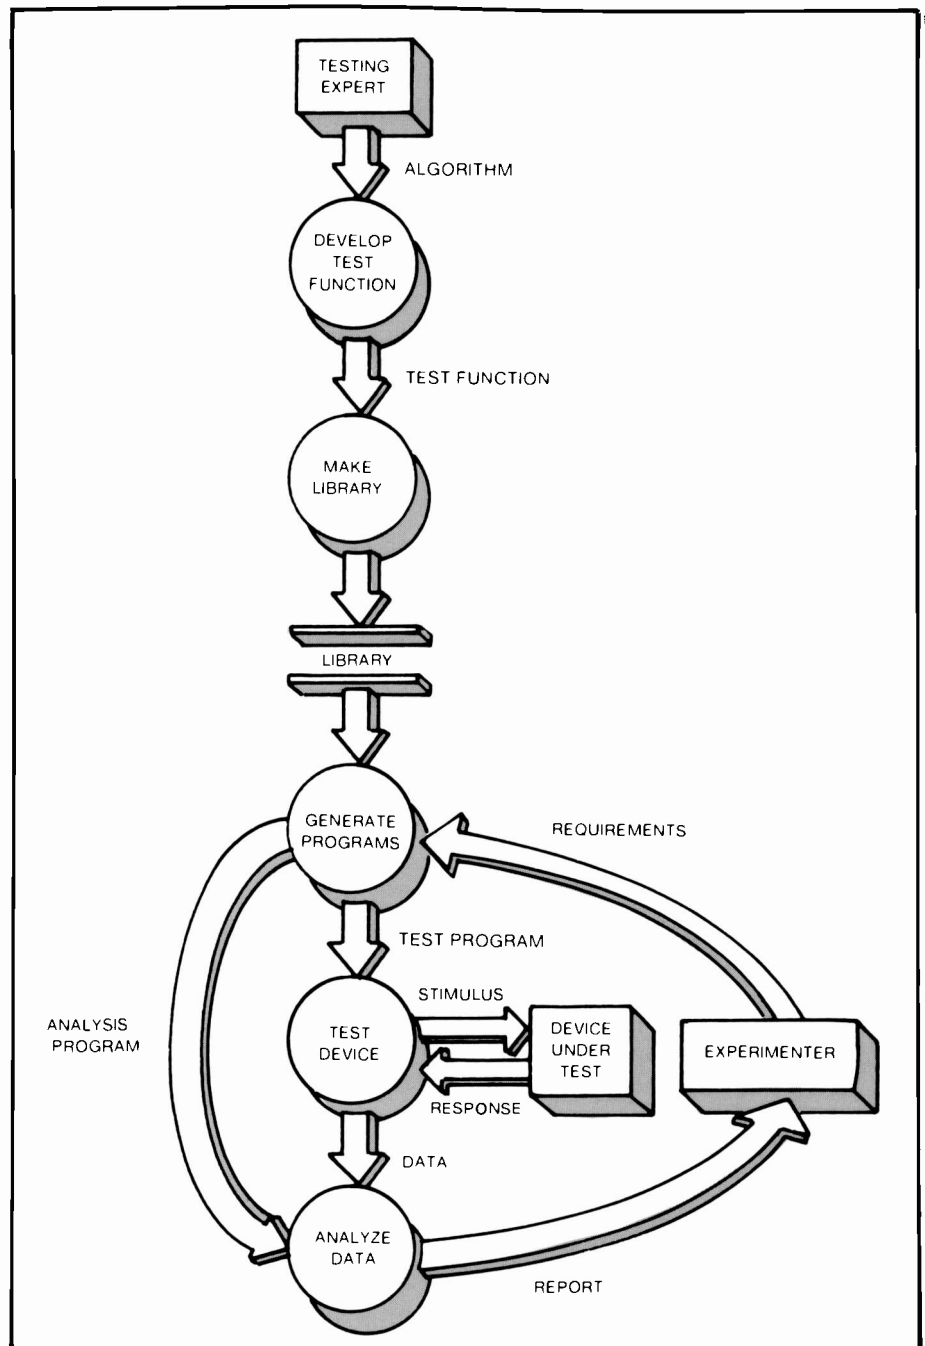 TESTING
EXPERT
ALGORITHM
DEVELOP
TEST
FUNCTION
TEST FUNCTION
MAKE
LIBRARY
LIBRARY
GENERATE
PROGRAMS
REQUIREMENTS
TEST PROGRAM
STIMULUS
ANALYSIS
PROGRAM
TEST
DEVICE
DEVICE
UNDER
TEST
EXPERIMENTER
RESPONSE
DATA
ANALYZE
DATA
REPORT